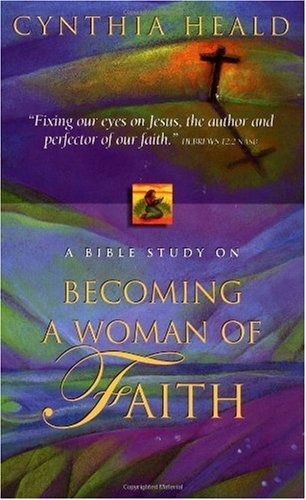 CYNTHIA HEALD
"Fixing our eyes on Jesus, the author and
perfector of our faith." HEBREWS 12:2 NASB
A BIBLE STUDY ON
BECOMING
A WOMAN OF
FAITH